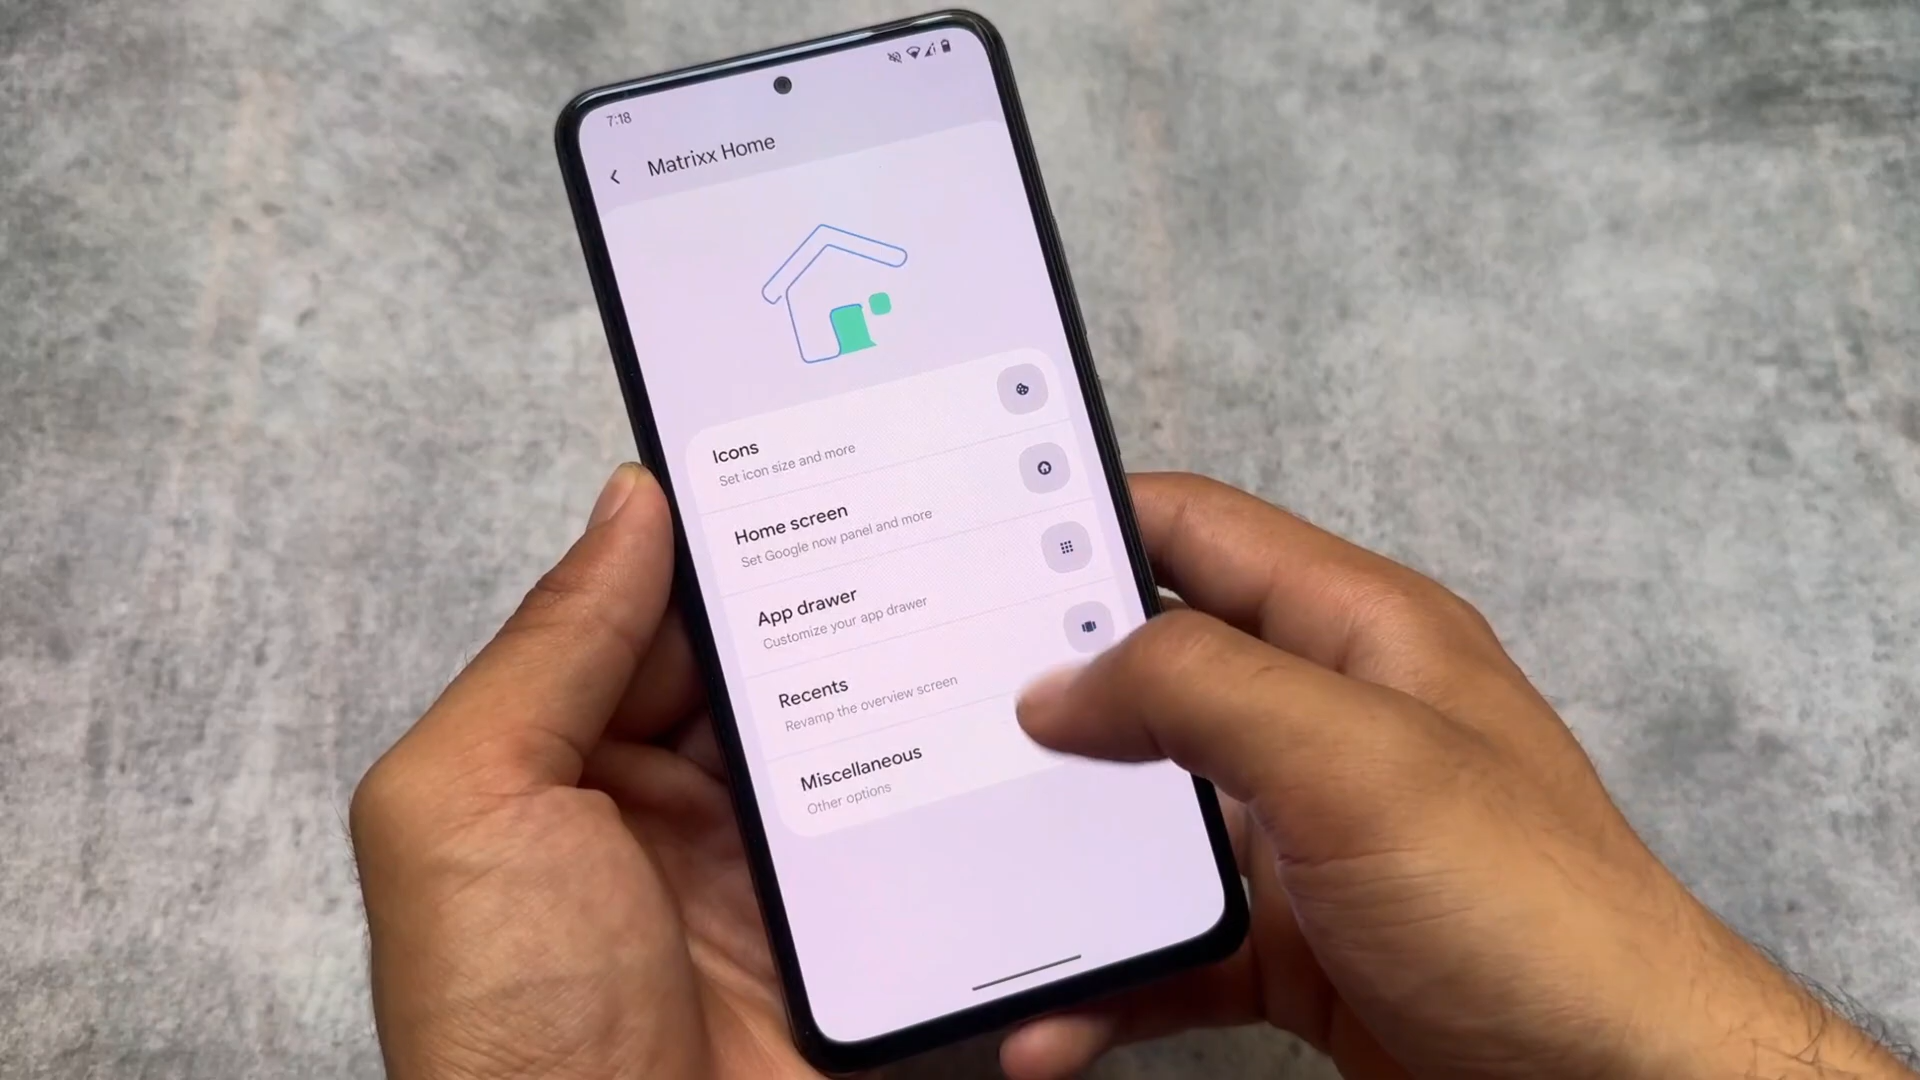 7:18
Matrixx Home
Icons
Set icon size and more
Home screen
Set Google now panel and more
App drawer
Customize your app drawer
Recents
Revamp the overview screen
Miscellaneous
Other options